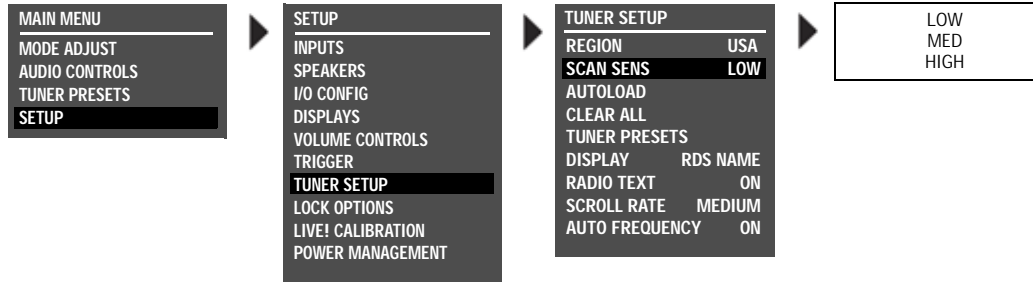 MAIN MENU
MODE ADJUST
AUDIO CONTROLS
TUNER PRESETS
SETUP
SETUP
INPUTS
SPEAKERS
I/O CONFIG
DISPLAYS
VOLUME CONTROLS
TRIGGER
TUNER SETUP
LOCK OPTIONS
LIVE! CALIBRATION
POWER MANAGEMENT
TUNER SETUP
REGION USA
SCAN SENS LOW
AUTOLOAD
CLEAR ALL
TUNER PRESETS
DISPLAY RDS NAME
RADIO TEXT ON
SCROLL RATE MEDIUM
AUTO FREQUENCY ON
LOW
MED
HIGH